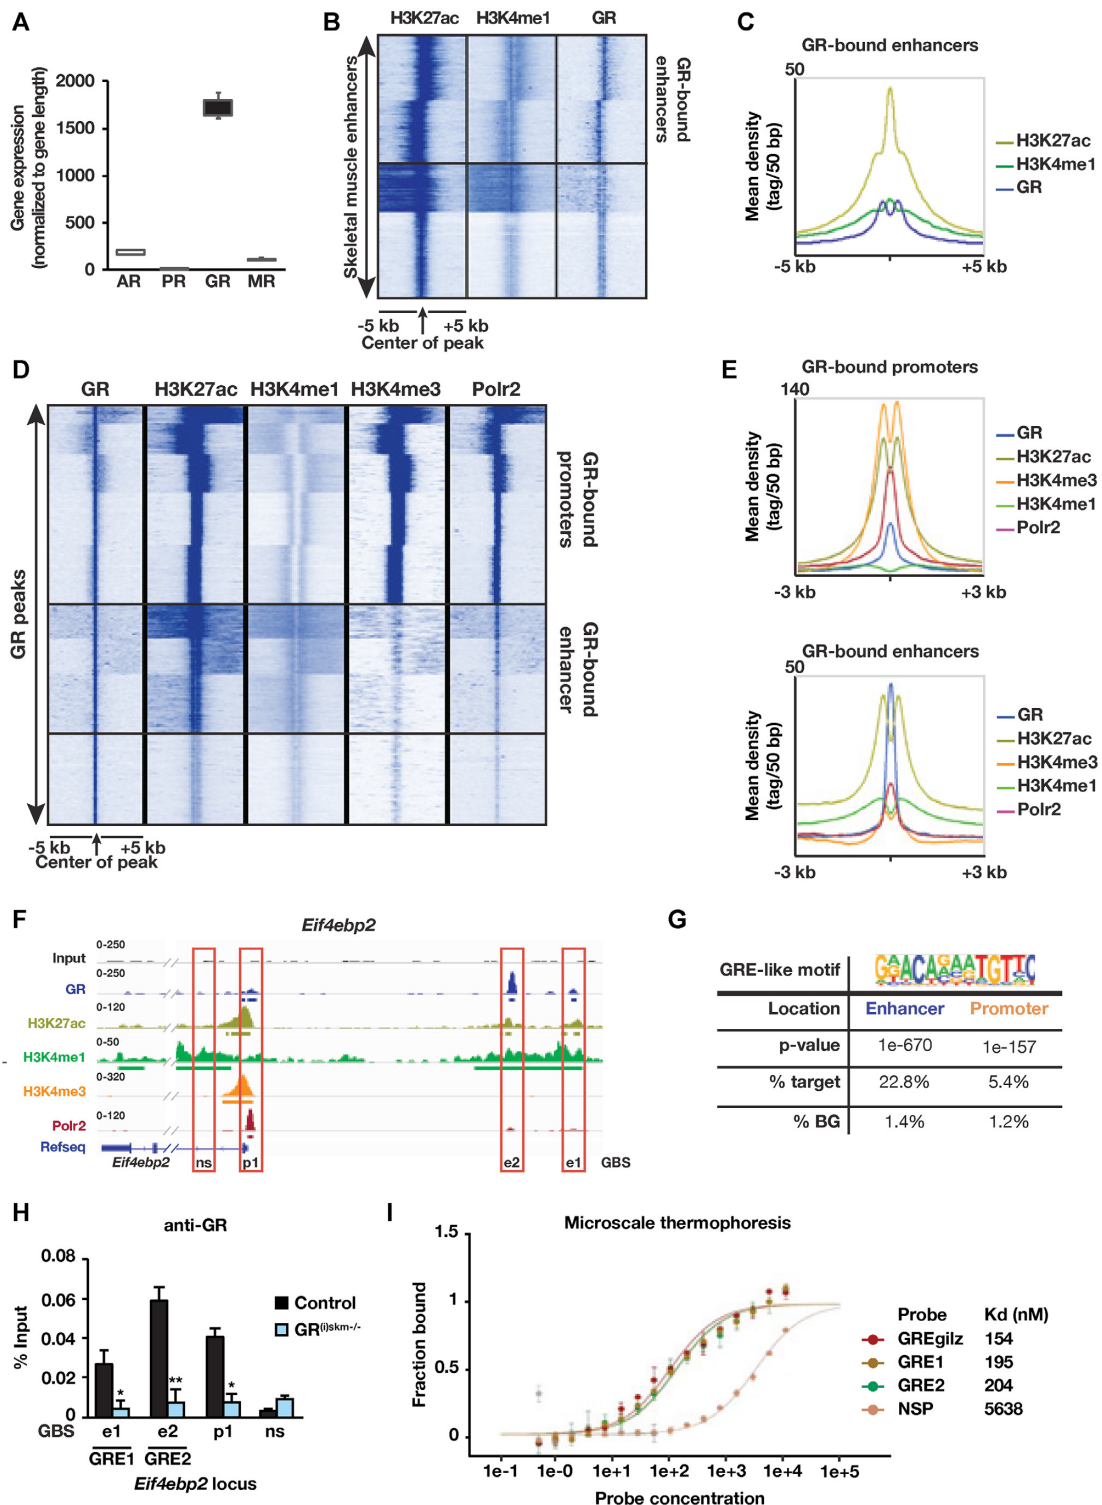 A
Gene expression
(normalized to gene length)
2000
1500
1000
500
0
AR PR GR MR
B
H3K27ac H3K4me1 GR
Skeletal muscle enhancers
GR-bound
enhancers
-5 kb +5 kb
Center of peak
C
GR-bound enhancers
50
Mean density
(tag/50 bp)
H3K27ac
H3K4me1
GR
-5 kb +5 kb
D
GR H3K27ac H3K4me1 H3K4me3 Polr2
GR peaks
GR-bound
promoters
GR-bound
enhancer
-5 kb +5 kb
Center of peak
E
GR-bound promoters
140
Mean density
(tag/50 bp)
GR
H3K27ac
H3K4me3
H3K4me1
Polr2
-3 kb +3 kb
GR-bound enhancers
50
Mean density
(tag/50 bp)
GR
H3K27ac
H3K4me3
H3K4me1
Polr2
-3 kb +3 kb
F
Eif4ebp2
0-250
Input
0-250
GR
0-120
H3K27ac
0-50
H3K4me1
0-320
H3K4me3
0-120
Polr2
Refseq
Eif4ebp2 ns p1 e2 e1 GBS
G
GRE-like motif
Location Enhancer Promoter
p-value 1e-670 1e-157
% target 22.8% 5.4%
% BG 1.4% 1.2%
H
anti-GR
% Input
0.08
0.06
0.04
0.02
0
Control
GR(i)skm-/-
* ** *
GBS e1 e2 p1 ns
GRE1 GRE2
Eif4ebp2 locus
I
Microscale thermophoresis
Fraction bound
1.5
1
0.5
0
1e-1 1e-0 1e+1 1e+2 1e+3 1e+4 1e+5
Probe concentration
Probe Kd (nM)
GREgilz 154
GRE1 195
GRE2 204
NSP 5638